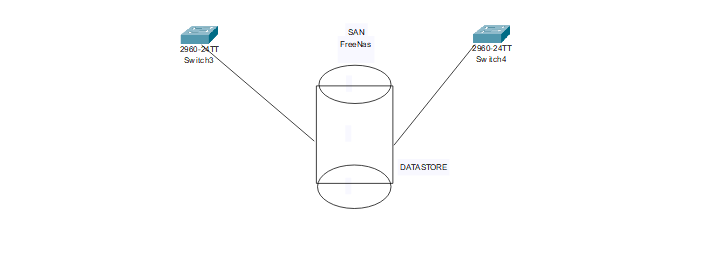 SAN
FreeNas
2960-24TT
Switch3
2960-24TT
Switch4
DATASTORE